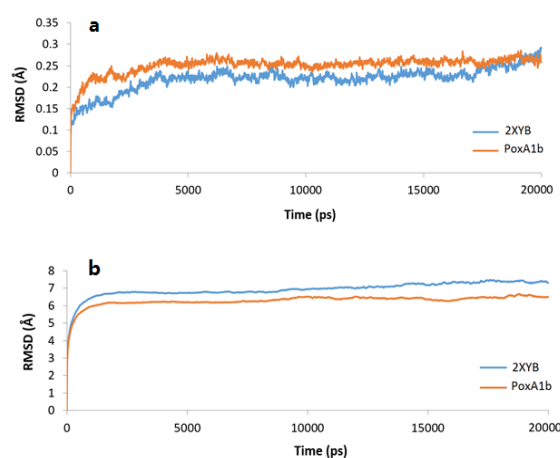 a
0.35
0.3
0.25
0.2
0.15
0.1
0.05
0
RMSD (Å)
2XYB
PoxA1b
0 5000 10000 15000 20000
Time (ps)
b
8
7
6
5
4
3
2
1
0
RMSD (Å)
2XYB
PoxA1b
0 5000 10000 15000 20000
Time (ps)